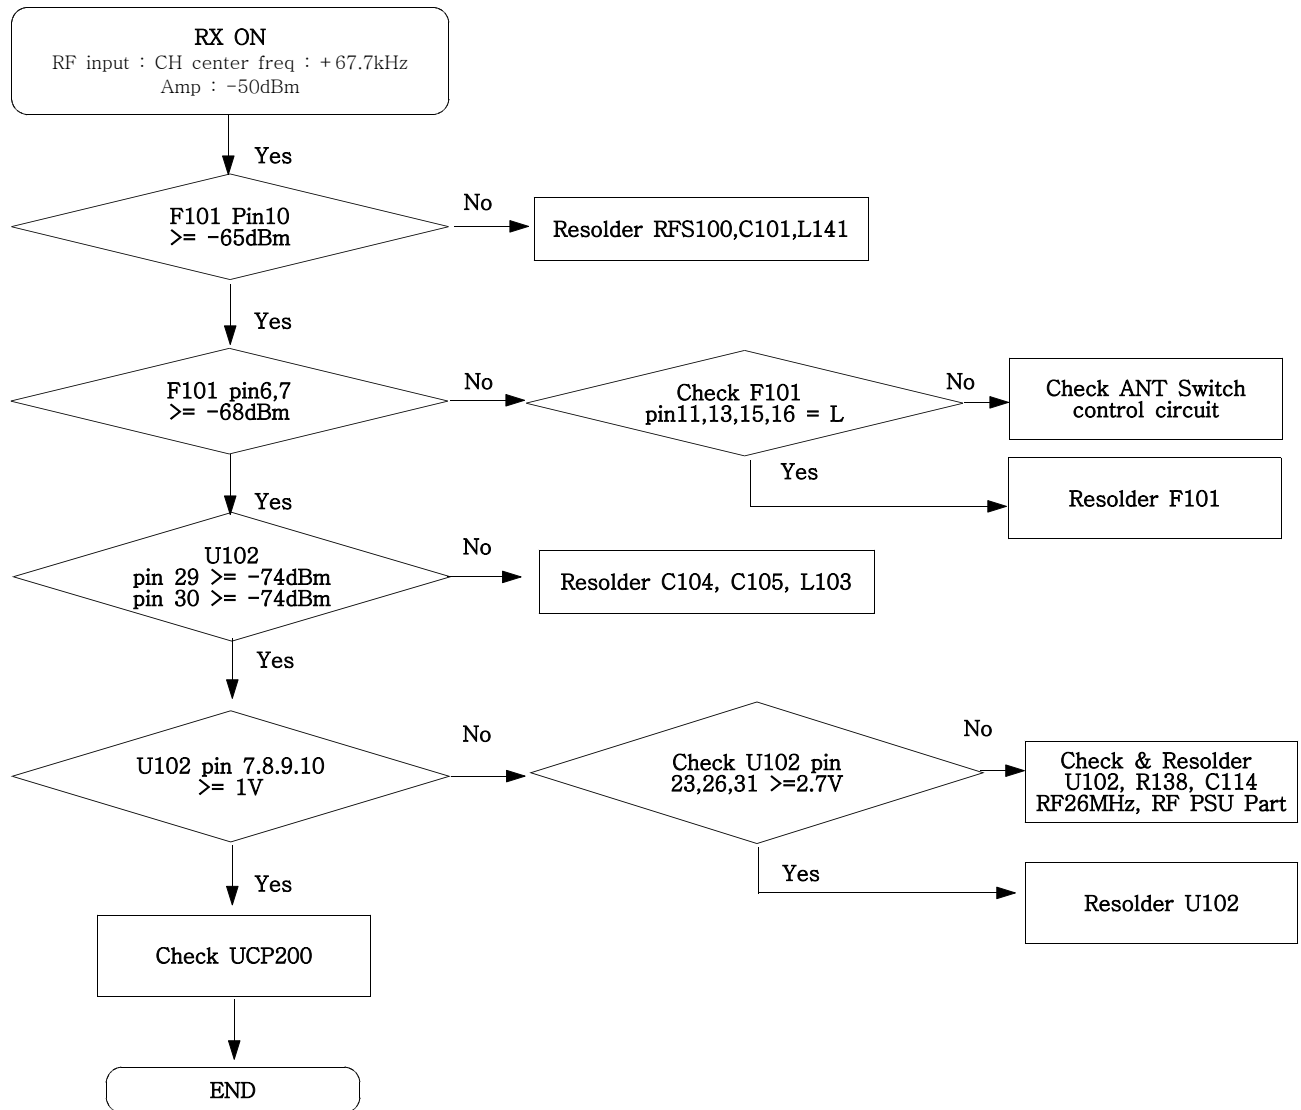 RX ON
RF input : CH center freq : +67.7kHz
Amp : -50dBm
Yes
F101 Pin10
>= -65dBm
No
Resolder RFS100,C101,L141
Yes
F101 pin6,7
>= -68dBm
No
Check F101
pin11,13,15,16 = L
No
Check ANT Switch
control circuit
Yes
Resolder F101
Yes
U102
pin 29 >= -74dBm
pin 30 >= -74dBm
No
Resolder C104, C105, L103
Yes
U102 pin 7.8.9.10
>= 1V
No
Check U102 pin
23,26,31 >=2.7V
No
Check & Resolder
U102, R138, C114
RF26MHz, RF PSU Part
Yes
Resolder U102
Yes
Check UCP200
END